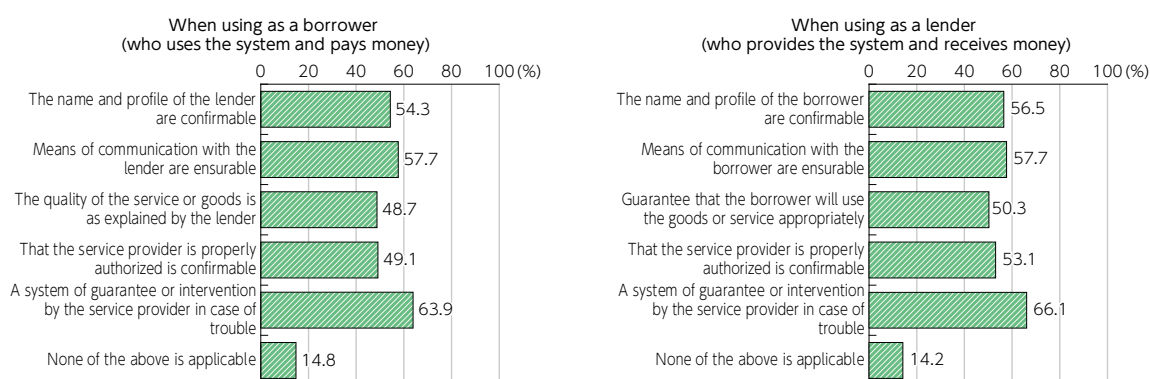 When using as a borrower
(who uses the system and pays money)
0 20 40 60 80 100 (%)
The name and profile of the lender
are confirmable
54.3
Means of communication with the
lender are ensurable
57.7
The quality of the service or goods is
as explained by the lender
48.7
That the service provider is properly
authorized is confirmable
49.1
A system of guarantee or intervention
by the service provider in case of
trouble
63.9
None of the above is applicable
14.8
When using as a lender
(who provides the system and receives money)
0 20 40 60 80 100 (%)
The name and profile of the borrower
are confirmable
56.5
Means of communication with the
borrower are ensurable
57.7
Guarantee that the borrower will use
the goods or service appropriately
50.3
That the service provider is properly
authorized is confirmable
53.1
A system of guarantee or intervention
by the service provider in case of
trouble
66.1
None of the above is applicable
14.2